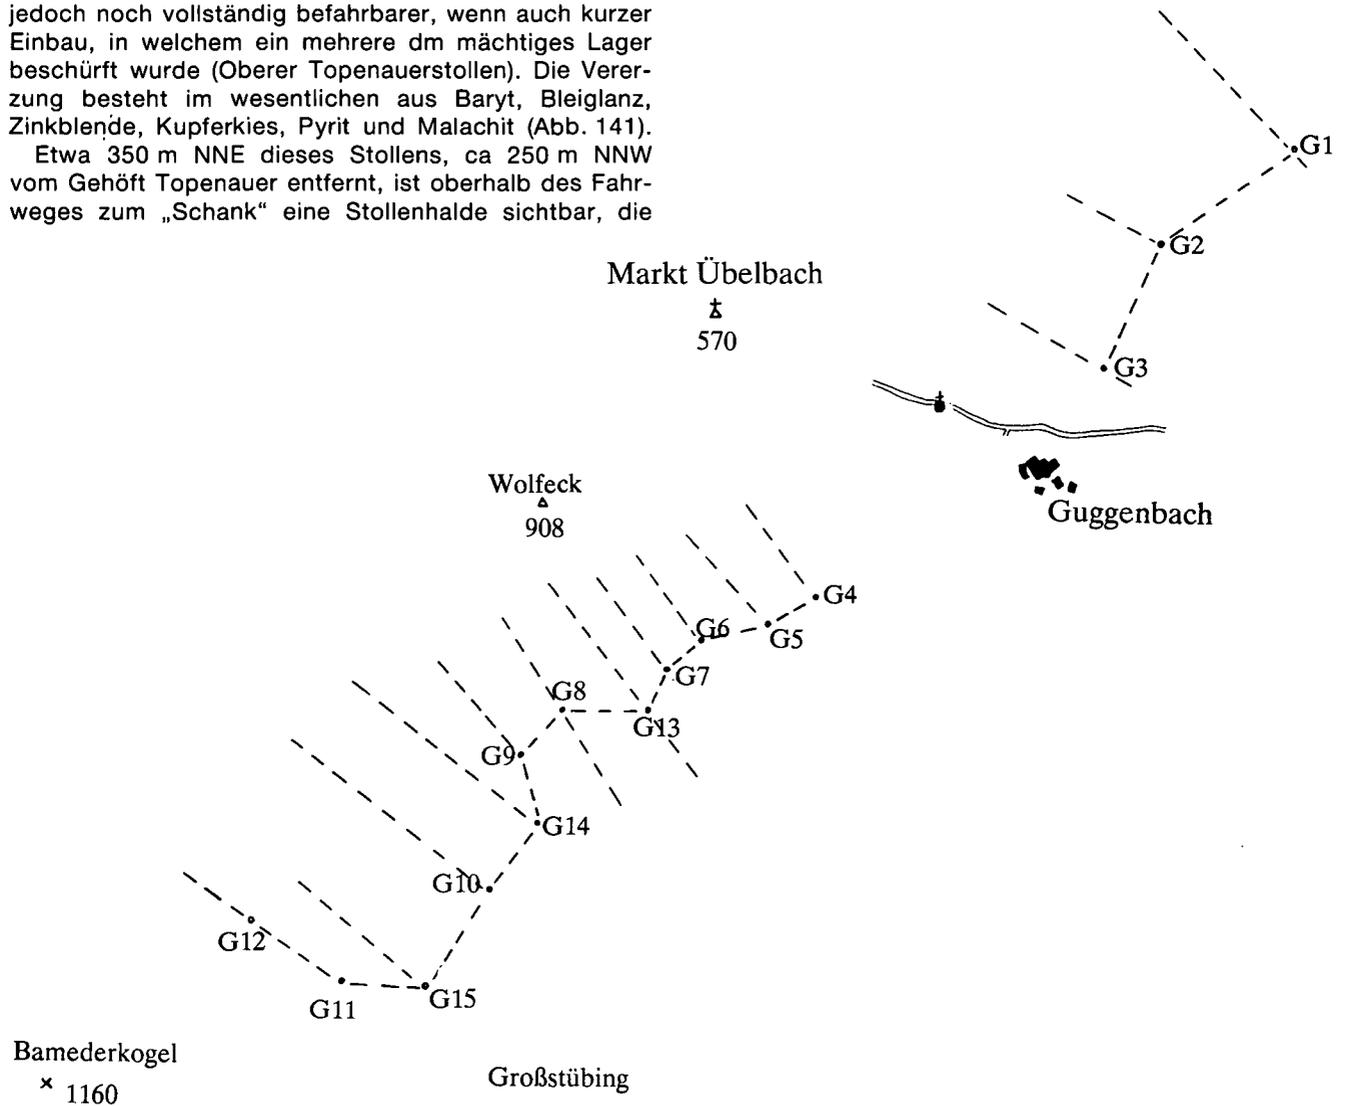 jedoch noch vollständig befahrbarer, wenn auch kurzer
Einbau, in welchem ein mehrere dm mächtiges Lager
beschürft wurde (Oberer Topenauerstollen). Die Verer-
zung besteht im wesentlichen aus Baryt, Bleiglanz,
Zinkblende, Kupferkies, Pyrit und Malachit (Abb. 141).
Etwa 350 m NNE dieses Stollens, ca 250 m NNW
vom Gehöft Topenauer entfernt, ist oberhalb des Fahr-
weges zum „Schank“ eine Stollenhalde sichtbar, die
G1
G2
Markt Übelbach
570
G3
Wolfeck
908
Guggenbach
G4
G6
G5
G7
G8
G13
G9
G14
G10
G12
G15
G11
Bamederkogel
1160
Großstübing